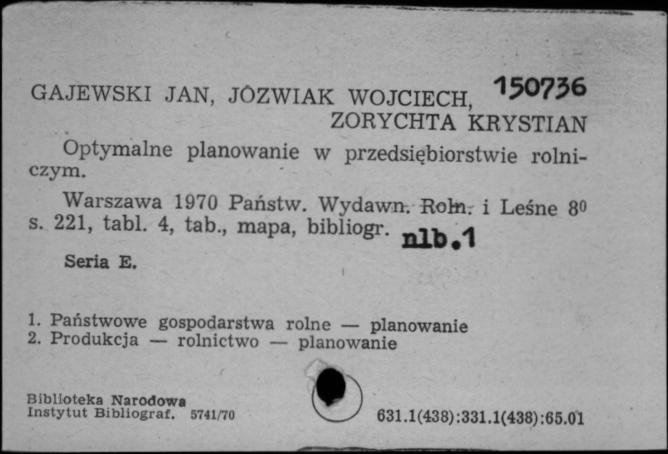 GAJEWSKI JAN, JÓZWIAK WOJCIECH, 150736
ZORYCHTA KRYSTIAN
Optymalne planowanie w przedsiębiorstwie rolni-
czym.
Warszawa 1970 Państw. Wydawn. Roln. i Leśne 8⁰
s. 221, tabl. 4, tab., mapa, bibliogr. nlb.1
Seria E.
1. Państwowe gospodarstwa rolne — planowanie
2. Produkcja — rolnictwo — planowanie
Biblioteka Narodowa
Instytut Bibliograf. 5741/70 631.1(438):331.1(438):65.01